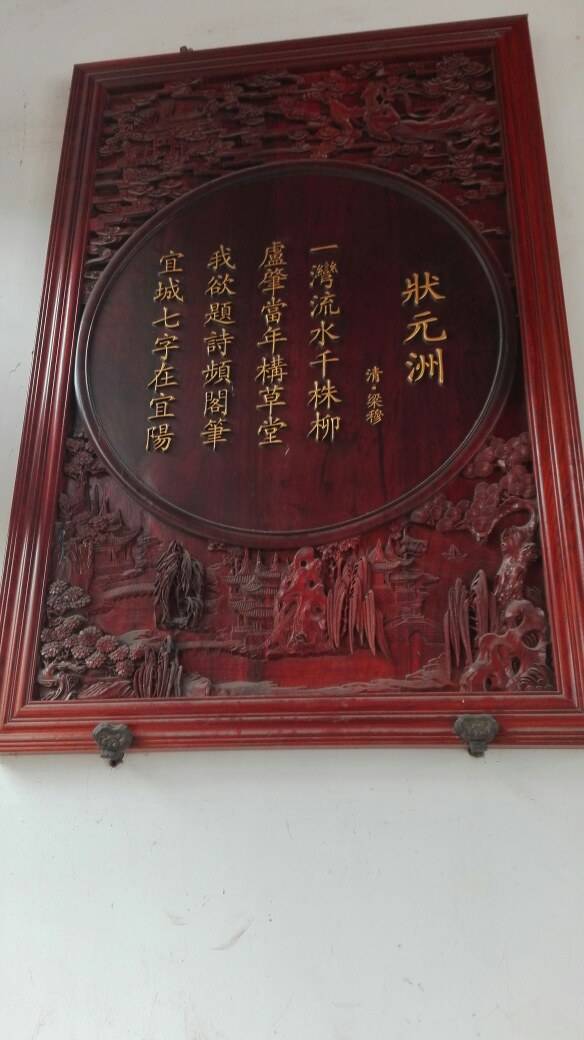 狀元洲
清·梁穆
一灣流水千株柳
盧肇當年構草堂
我欲題詩頻閣筆
宜城七字在宜陽